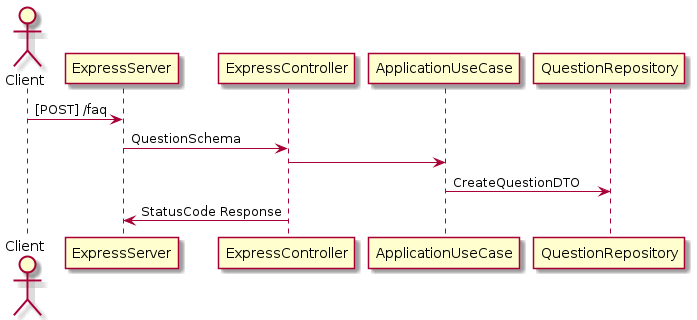 Client
ExpressServer
ExpressController
ApplicationUseCase
QuestionRepository
[POST] /faq
QuestionSchema
CreateQuestionDTO
StatusCode Response
Client
ExpressServer
ExpressController
ApplicationUseCase
QuestionRepository